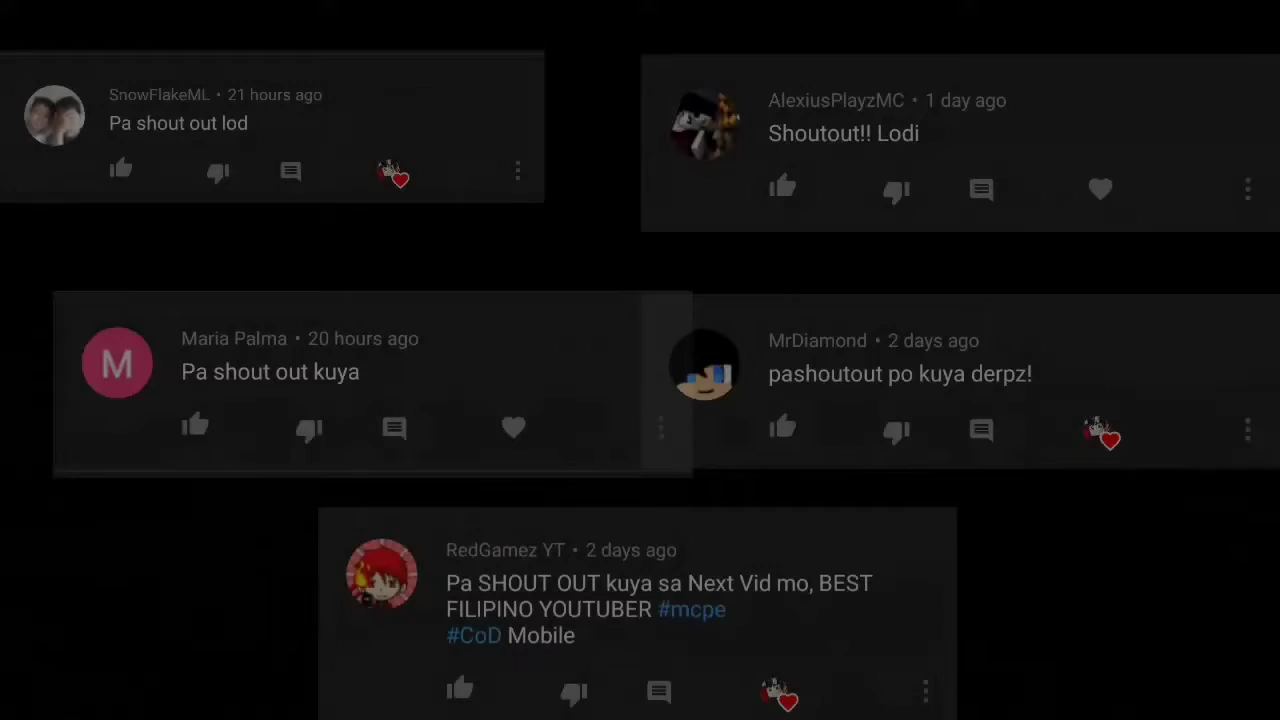 SnowFlakeML • 21 hours ago
Pa shout out lod
AlexiusPlayzMC • 1 day ago
Shoutout!! Lodi
Maria Palma • 20 hours ago
M
Pa shout out kuya
MrDiamond • 2 days ago
pashoutout po kuya derpz!
RedGamez YT • 2 days ago
Pa SHOUT OUT kuya sa Next Vid mo, BEST
FILIPINO YOUTUBER #mcpe
#CoD Mobile